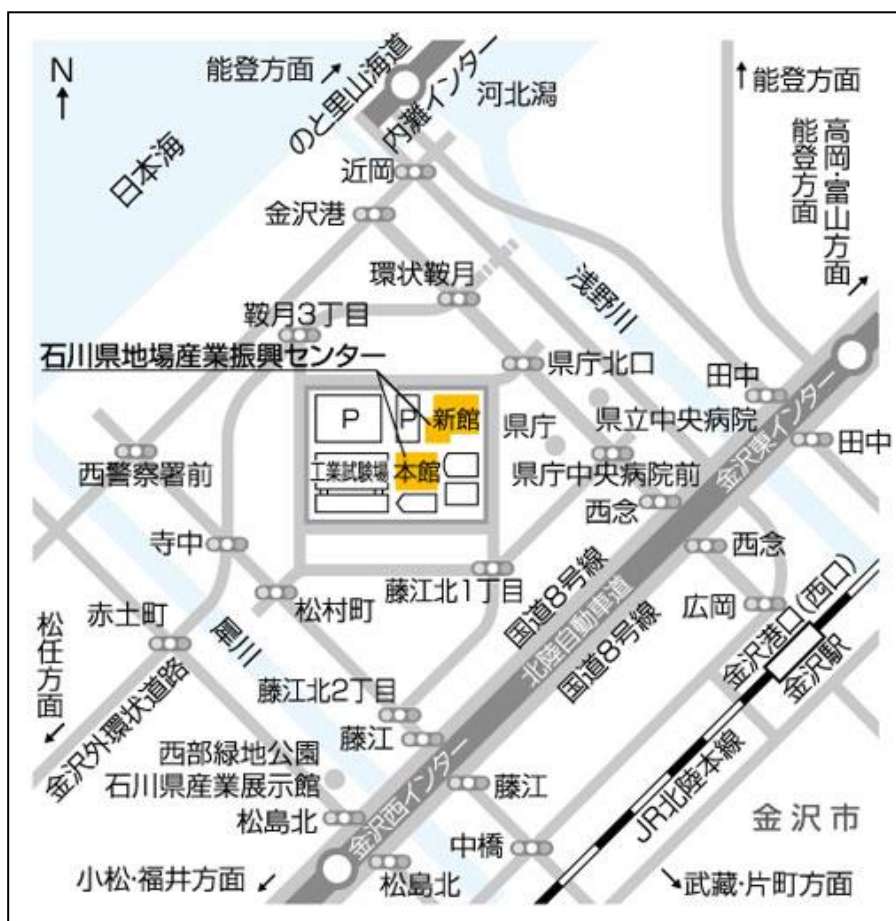 N
能登方面
のと里山海道
内灘インター
河北潟
能登方面
高岡・富山方面
能登方面
日本海
近岡
金沢港
環状鞍月
浅野川
鞍月3丁目
石川県地場産業振興センター
県庁北口
田中
P
P
新館
県庁
県立中央病院
金沢東インター
田中
西警察署前
工業試験場
本館
県庁中央病院前
西念
寺中
西念
藤江北1丁目
国道8号線
北陸自動車道
国道8号線
広岡
松村町
赤土町
松任方面
犀川
金沢港口(西口)
金沢駅
金沢外環状道路
藤江北2丁目
藤江
西部緑地公園
石川県産業展示館
藤江
金沢西インター
JR北陸本線
松島北
金沢市
中橋
小松・福井方面
松島北
武蔵・片町方面